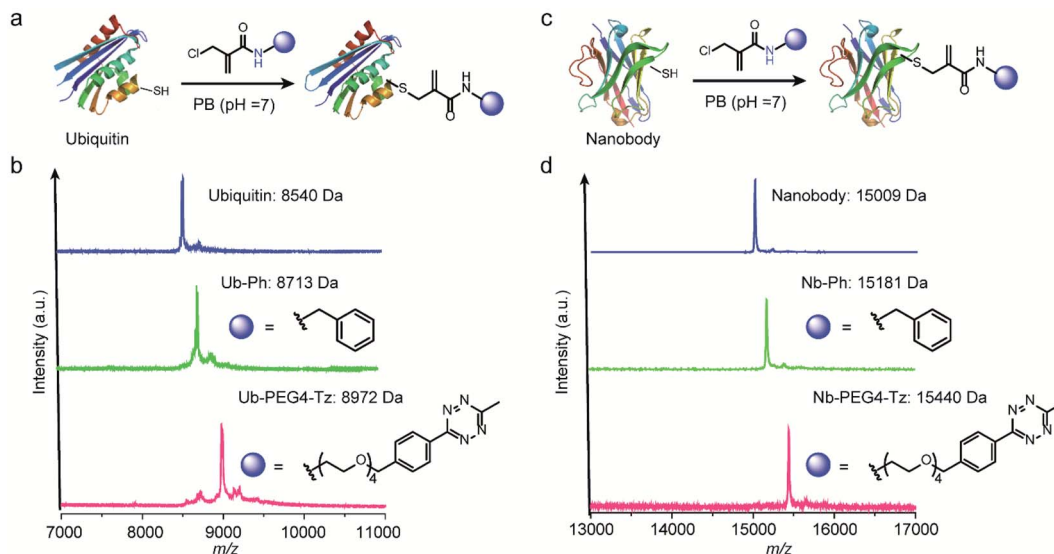 a
Cl
O
N
H
SH
PB (pH =7)
S
O
H
N
Ubiquitin
b
Ubiquitin: 8540 Da
Ub-Ph: 8713 Da
=
Ub-PEG4-Tz: 8972 Da
N
N
N
N
=
O
4
Intensity (a.u.)
7000 8000 9000 10000 11000
m/z
c
Cl
O
N
H
SH
PB (pH =7)
S
O
H
N
Nanobody
d
Nanobody: 15009 Da
Nb-Ph: 15181 Da
=
Nb-PEG4-Tz: 15440 Da
N
N
N
N
=
O
4
Intensity (a.u.)
13000 14000 15000 16000 17000
m/z